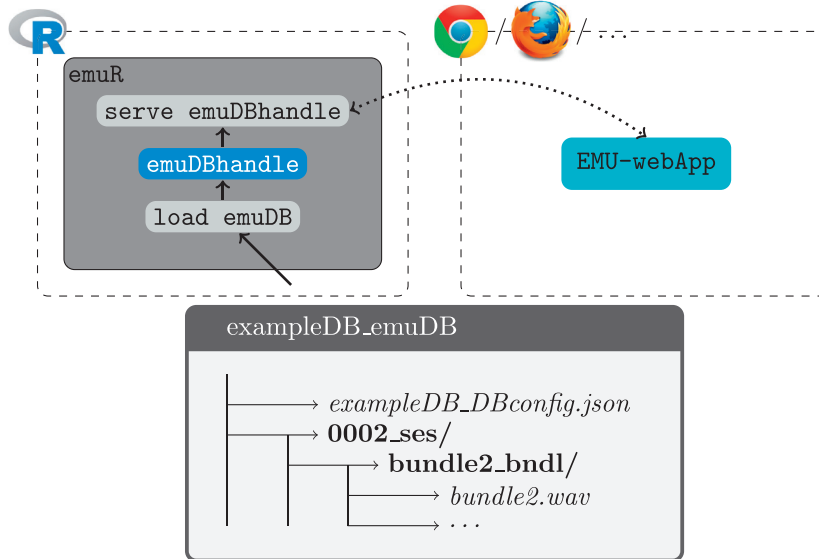 R
/ / ...
emuR
serve emuDBhandle
emuDBhandle
load emuDB
EMU-webApp
exampleDB_emuDB
exampleDB_DBconfig.json
0002_ses/
bundle2_bndl/
bundle2.wav
...